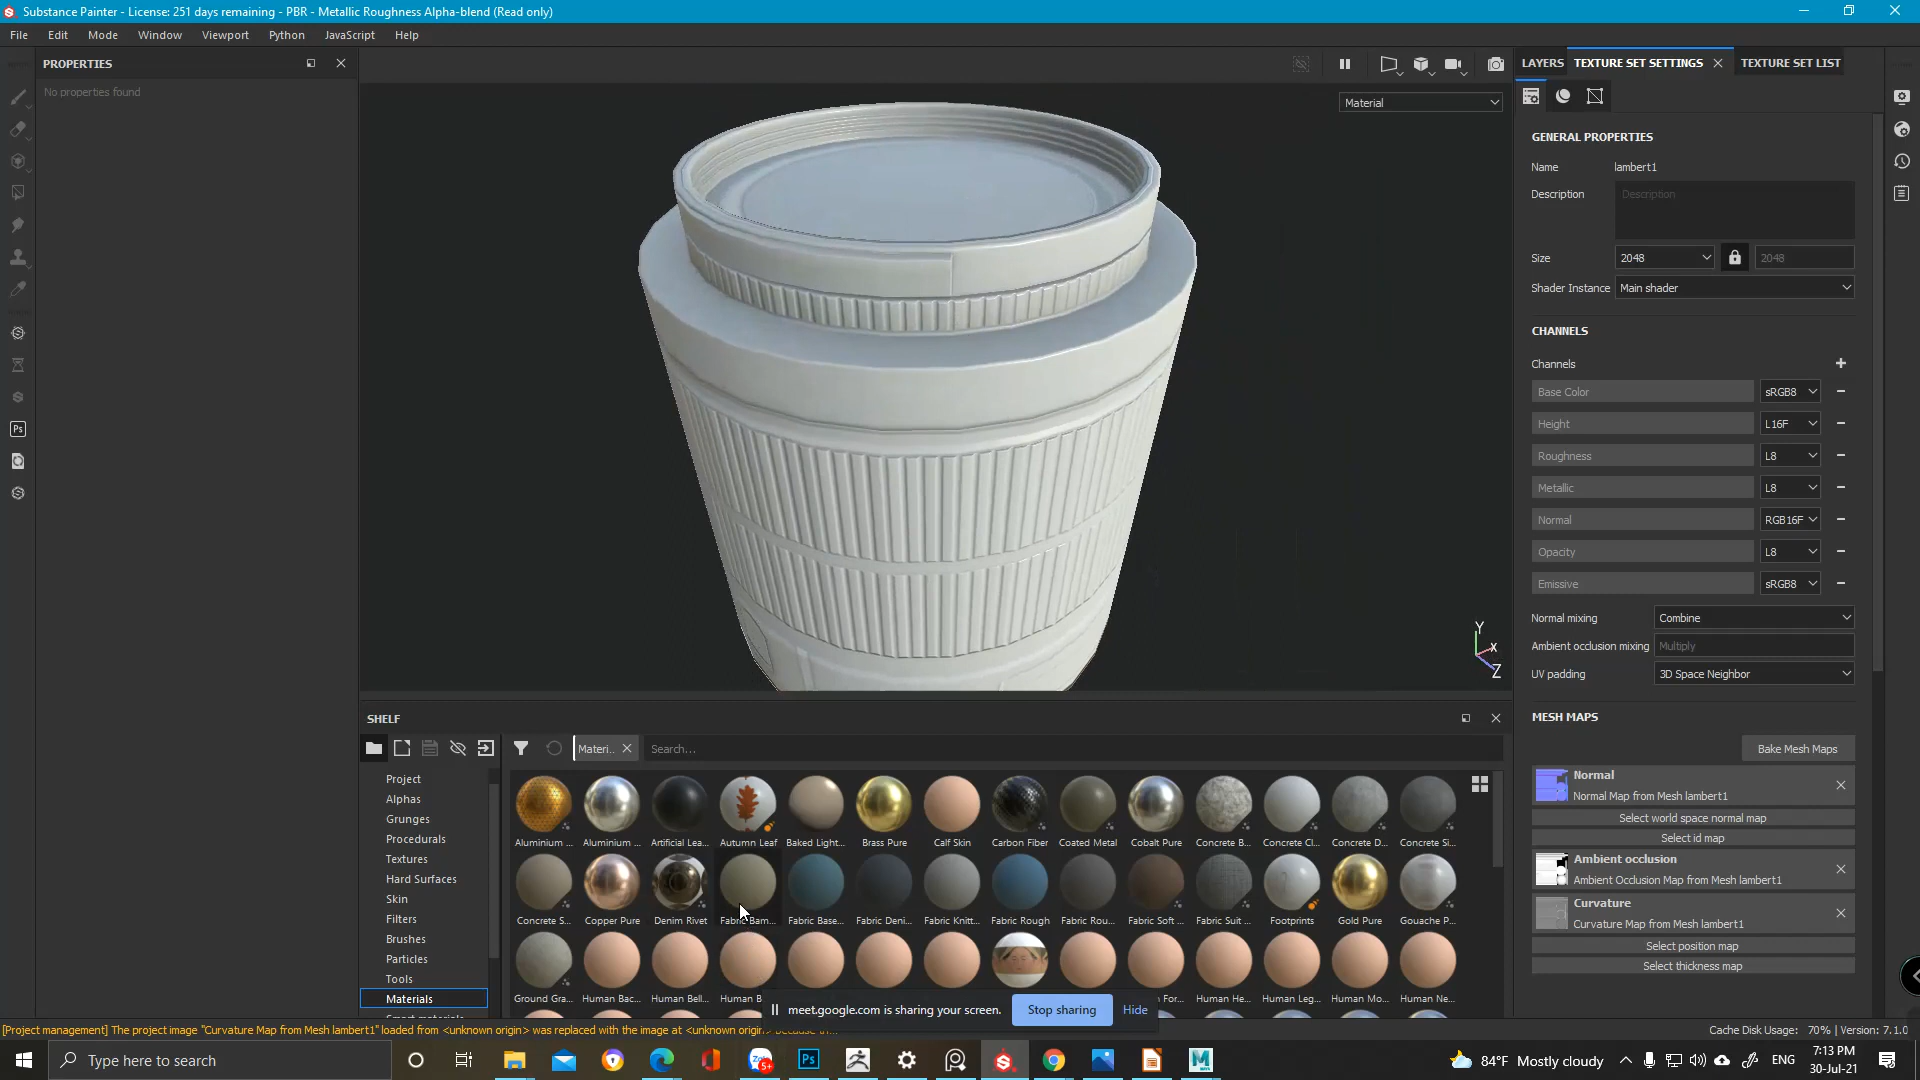 Substance Painter - License: 251 days remaining - PBR - Metallic Roughness Alpha-blend (Read only)
File Edit Mode Window Viewport Python JavaScript Help
PROPERTIES
No properties found
Material
LAYERS TEXTURE SET SETTINGS TEXTURE SET LIST
GENERAL PROPERTIES
Name lambert1
Description Description
Size 2048 2048
Shader Instance Main shader
CHANNELS
Channels
Base Color sRGB8
Height L16F
Roughness L8
Metallic L8
Normal RGB16F
Opacity L8
Emissive sRGB8
Normal mixing Combine
Ambient occlusion mixing Multiply
UV padding 3D Space Neighbor
MESH MAPS
Bake Mesh Maps
Normal
Normal Map from Mesh lambert1
Select world space normal map
Select id map
Ambient occlusion
Ambient Occlusion Map from Mesh lambert1
Curvature
Curvature Map from Mesh lambert1
Select position map
Select thickness map
Y
X
Z
SHELF
Materi.. Search...
Project
Alphas
Grunges
Procedurals
Textures
Hard Surfaces
Skin
Filters
Brushes
Particles
Tools
Materials
Aluminium ... Aluminium ... Artificial Lea... Autumn Leaf Baked Light... Brass Pure Calf Skin Carbon Fiber Coated Metal Cobalt Pure Concrete B... Concrete Cl... Concrete D... Concrete Si...
Concrete S... Copper Pure Denim Rivet Fabric Bam... Fabric Base... Fabric Deni... Fabric Knitt... Fabric Rough Fabric Rou... Fabric Soft ... Fabric Suit ... Footprints Gold Pure Gouache P...
Ground Gra... Human Bac... Human Bell... Human B Human He... Human Leg... Human Mo... Human Ne...
meet.google.com is sharing your screen. Stop sharing Hide
[Project management] The project image "Curvature Map from Mesh lambert1" loaded from <unknown origin> was replaced with the image at <unknown origin> because th...
Cache Disk Usage: 70% | Version: 7.1.0
Type here to search
Ps
84°F Mostly cloudy
ENG
7:13 PM
30-Jul-21